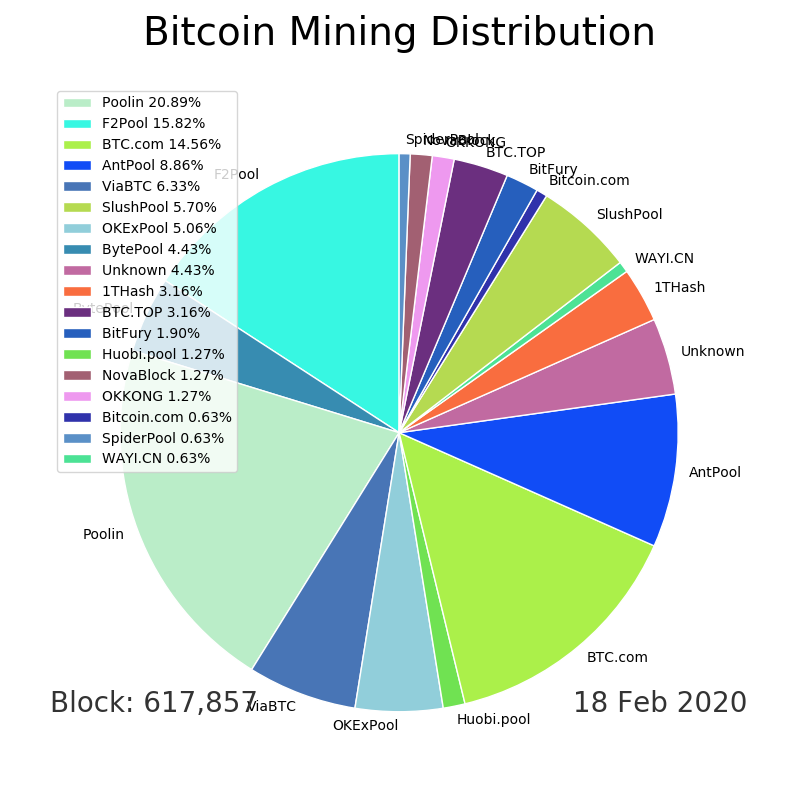 Bitcoin Mining Distribution
Poolin 20.89%
F2Pool 15.82%
BTC.com 14.56%
AntPool 8.86%
ViaBTC 6.33%
SlushPool 5.70%
OKExPool 5.06%
BytePool 4.43%
Unknown 4.43%
1THash 3.16%
BTC.TOP 3.16%
BitFury 1.90%
Huobi.pool 1.27%
NovaBlock 1.27%
OKKONG 1.27%
Bitcoin.com 0.63%
SpiderPool 0.63%
WAYI.CN 0.63%
SpiderPool
NovaBlock
OKKONG
BTC.TOP
BitFury
Bitcoin.com
SlushPool
WAYI.CN
1THash
Unknown
AntPool
BTC.com
Huobi.pool
OKExPool
ViaBTC
Poolin
BytePool
F2Pool
Block: 617,857
18 Feb 2020